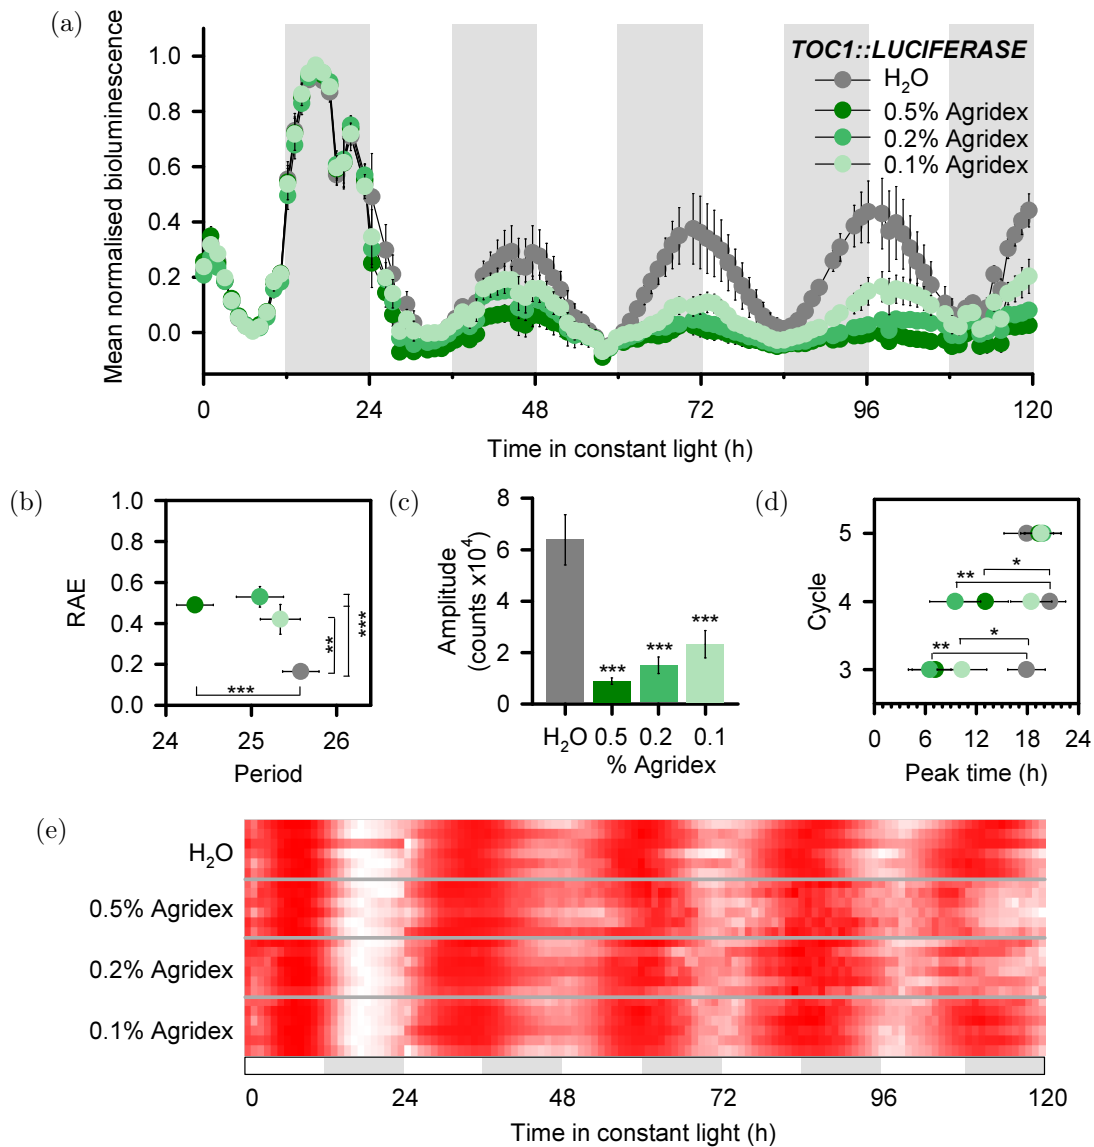 (a)
Mean normalised bioluminescence
1.0
0.8
0.6
0.4
0.2
0.0
TOC1::LUCIFERASE
H₂O
0.5% Agridex
0.2% Agridex
0.1% Agridex
0 24 48 72 96 120
Time in constant light (h)
(b)
RAE
1.0
0.8
0.6
0.4
0.2
0.0
***
**
***
24 25 26
Period
(c)
Amplitude
(counts x10⁴)
8
6
4
2
0
*** *** ***
H₂O 0.5 0.2 0.1
% Agridex
(d)
Cycle
5
4
3
*
**
*
**
0 6 12 18 24
Peak time (h)
(e)
H₂O
0.5% Agridex
0.2% Agridex
0.1% Agridex
0 24 48 72 96 120
Time in constant light (h)